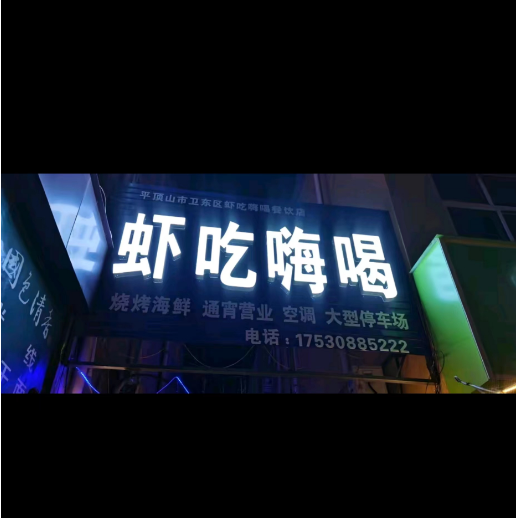 平顶山市卫东区虾吃嗨喝餐饮店
虾吃嗨喝
烧烤海鲜 通宵营业 空调 大型停车场
电话：17530885222